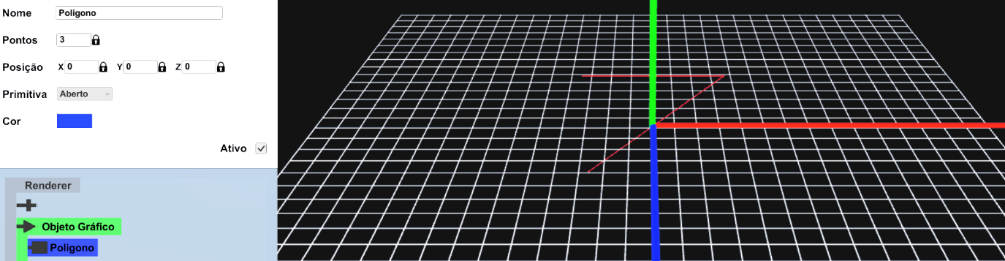 Nome Poligono
Pontos 3
Posição X 0 Y 0 Z 0
Primitiva Aberto
Cor
Ativo
Renderer
Objeto Gráfico
Poligono